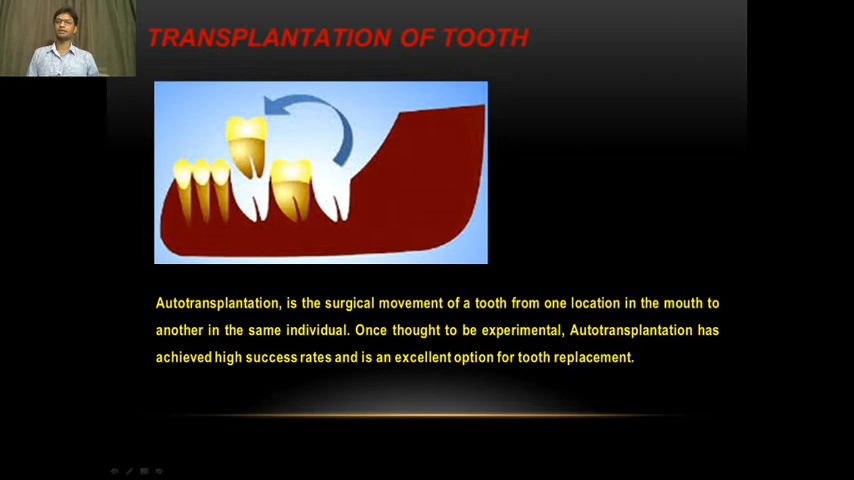 TRANSPLANTATION OF TOOTH
Autotransplantation, is the surgical movement of a tooth from one location in the mouth to
another in the same individual. Once thought to be experimental, Autotransplantation has
achieved high success rates and is an excellent option for tooth replacement.